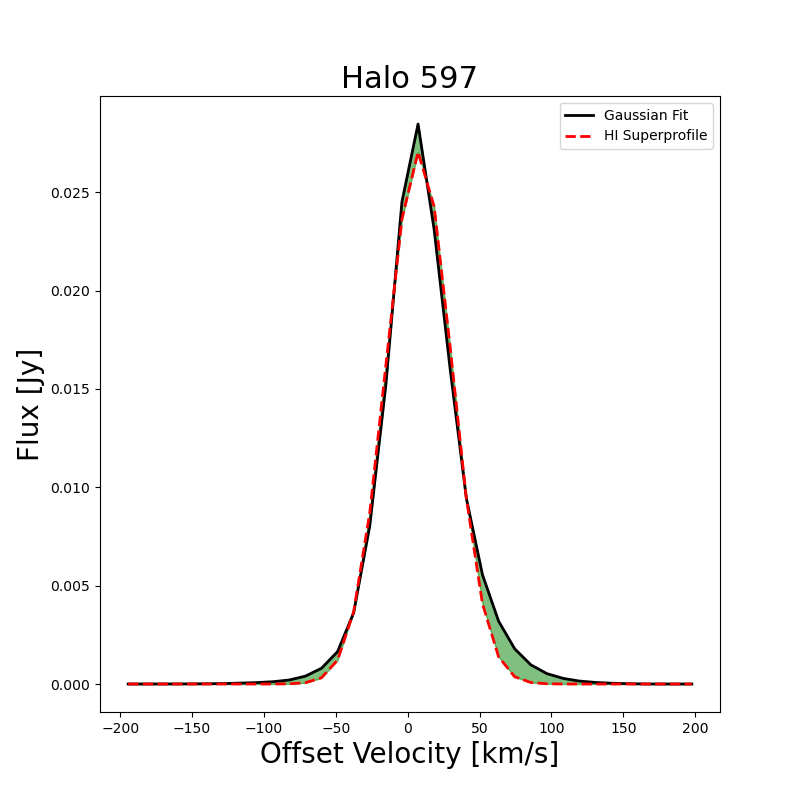 Halo 597
Gaussian Fit
HI Superprofile
Flux [Jy]
0.025
0.020
0.015
0.010
0.005
0.000
−200 −150 −100 −50 0 50 100 150 200
Offset Velocity [km/s]